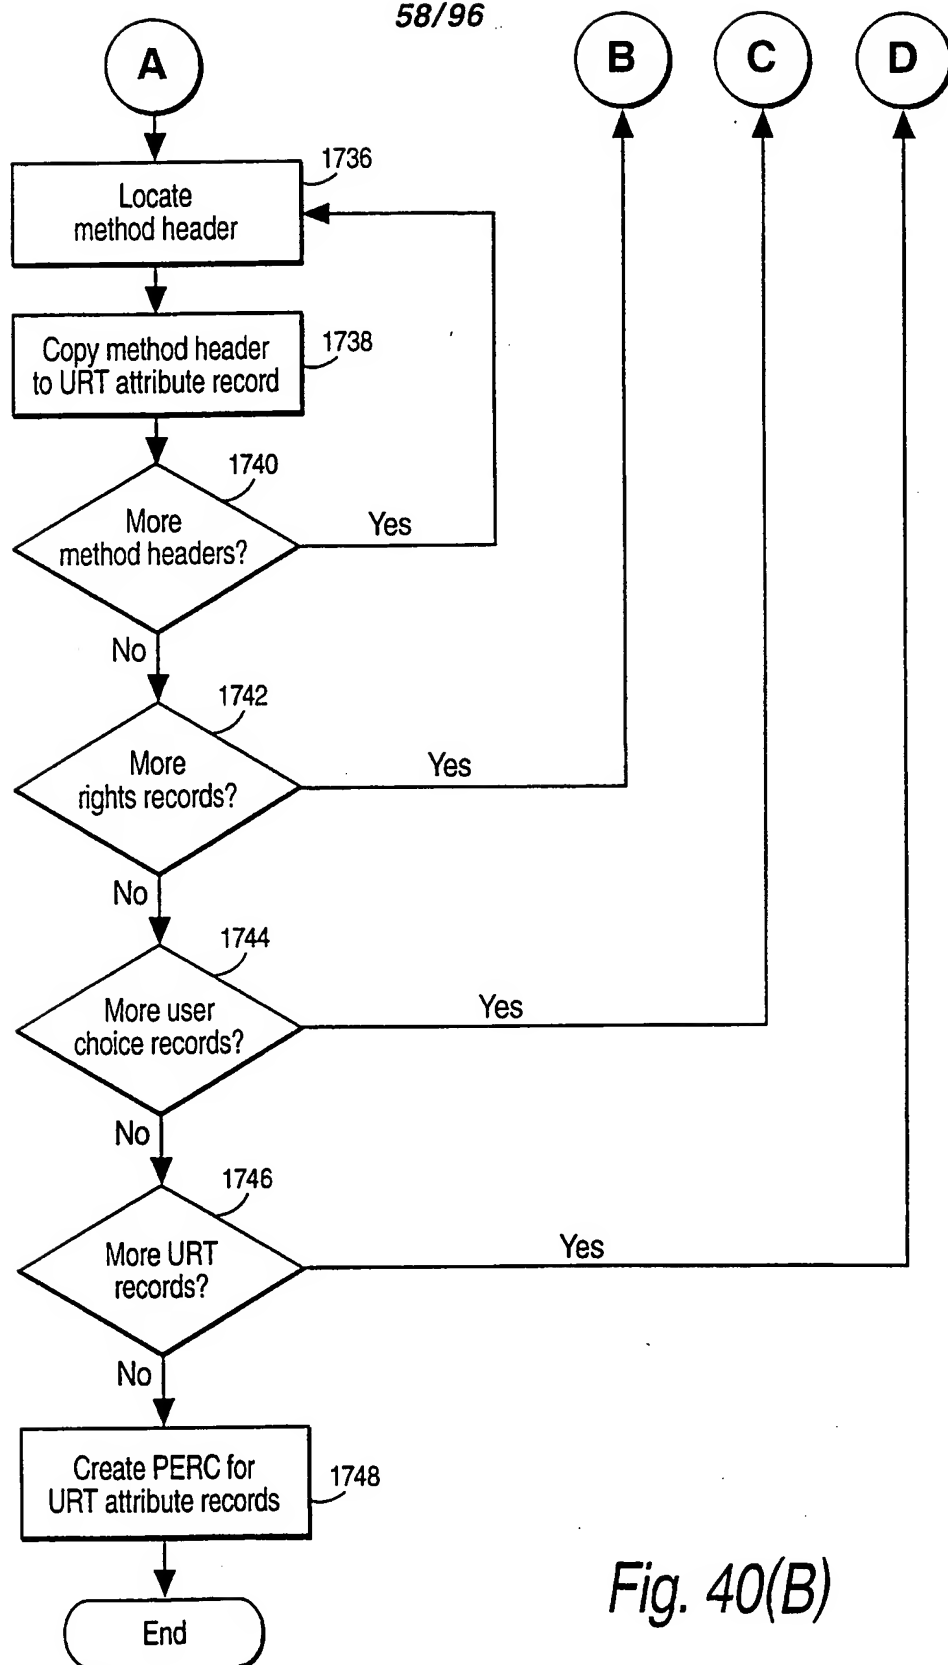 58/96
A
B
C
D
1736
Locate
method header
1738
Copy method header
to URT attribute record
1740
More
method headers?
Yes
No
1742
More
rights records?
Yes
No
1744
More user
choice records?
Yes
No
1746
More URT
records?
Yes
No
Create PERC for
URT attribute records
1748
End
Fig. 40(B)